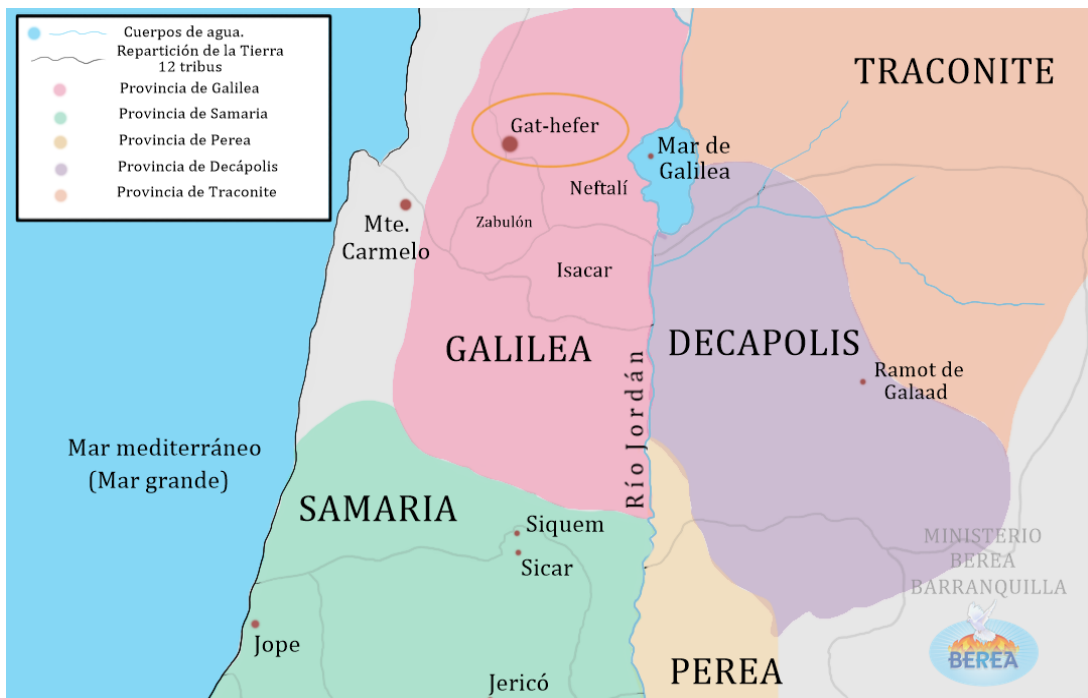 Cuerpos de agua.
Repartición de la Tierra
12 tribus
Provincia de Galilea
Provincia de Samaria
Provincia de Perea
Provincia de Decápolis
Provincia de Traconite
TRACONITE
Gat-hefer
Mar de
Galilea
Neftalí
Mte.
Carmelo
Zabulón
Isacar
GALILEA
DECAPOLIS
Río Jordán
Ramot de
Galaad
Mar mediterráneo
(Mar grande)
SAMARIA
Siquem
Sicar
MINISTERIO
BEREA
BARRANQUILLA
Jope
BEREA
PEREA
Jericó